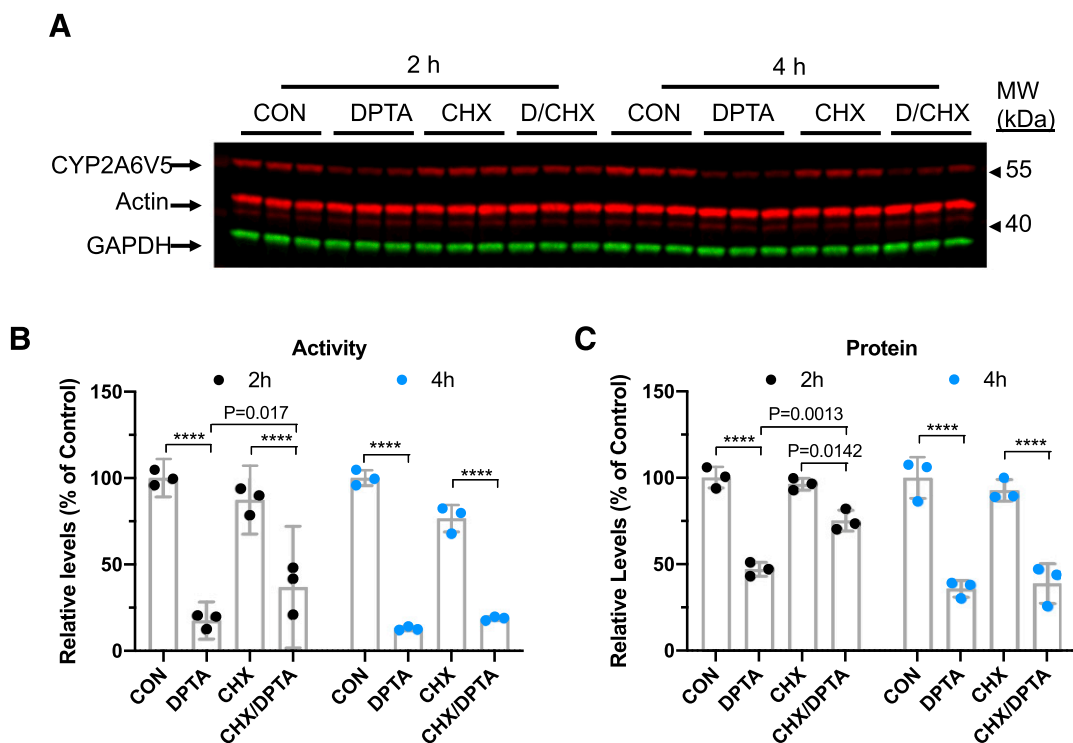 A
2 h
4 h
MW
(kDa)
CON
DPTA
CHX
D/CHX
CON
DPTA
CHX
D/CHX
CYP2A6V5
Actin
GAPDH
55
40
B
Activity
2h
4h
Relative levels (% of Control)
150
100
50
0
P=0.017
****
****
****
****
CON
DPTA
CHX
CHX/DPTA
CON
DPTA
CHX
CHX/DPTA
C
Protein
2h
4h
Relative Levels (% of Control)
150
100
50
0
P=0.0013
****
P=0.0142
****
****
CON
DPTA
CHX
CHX/DPTA
CON
DPTA
CHX
CHX/DPTA